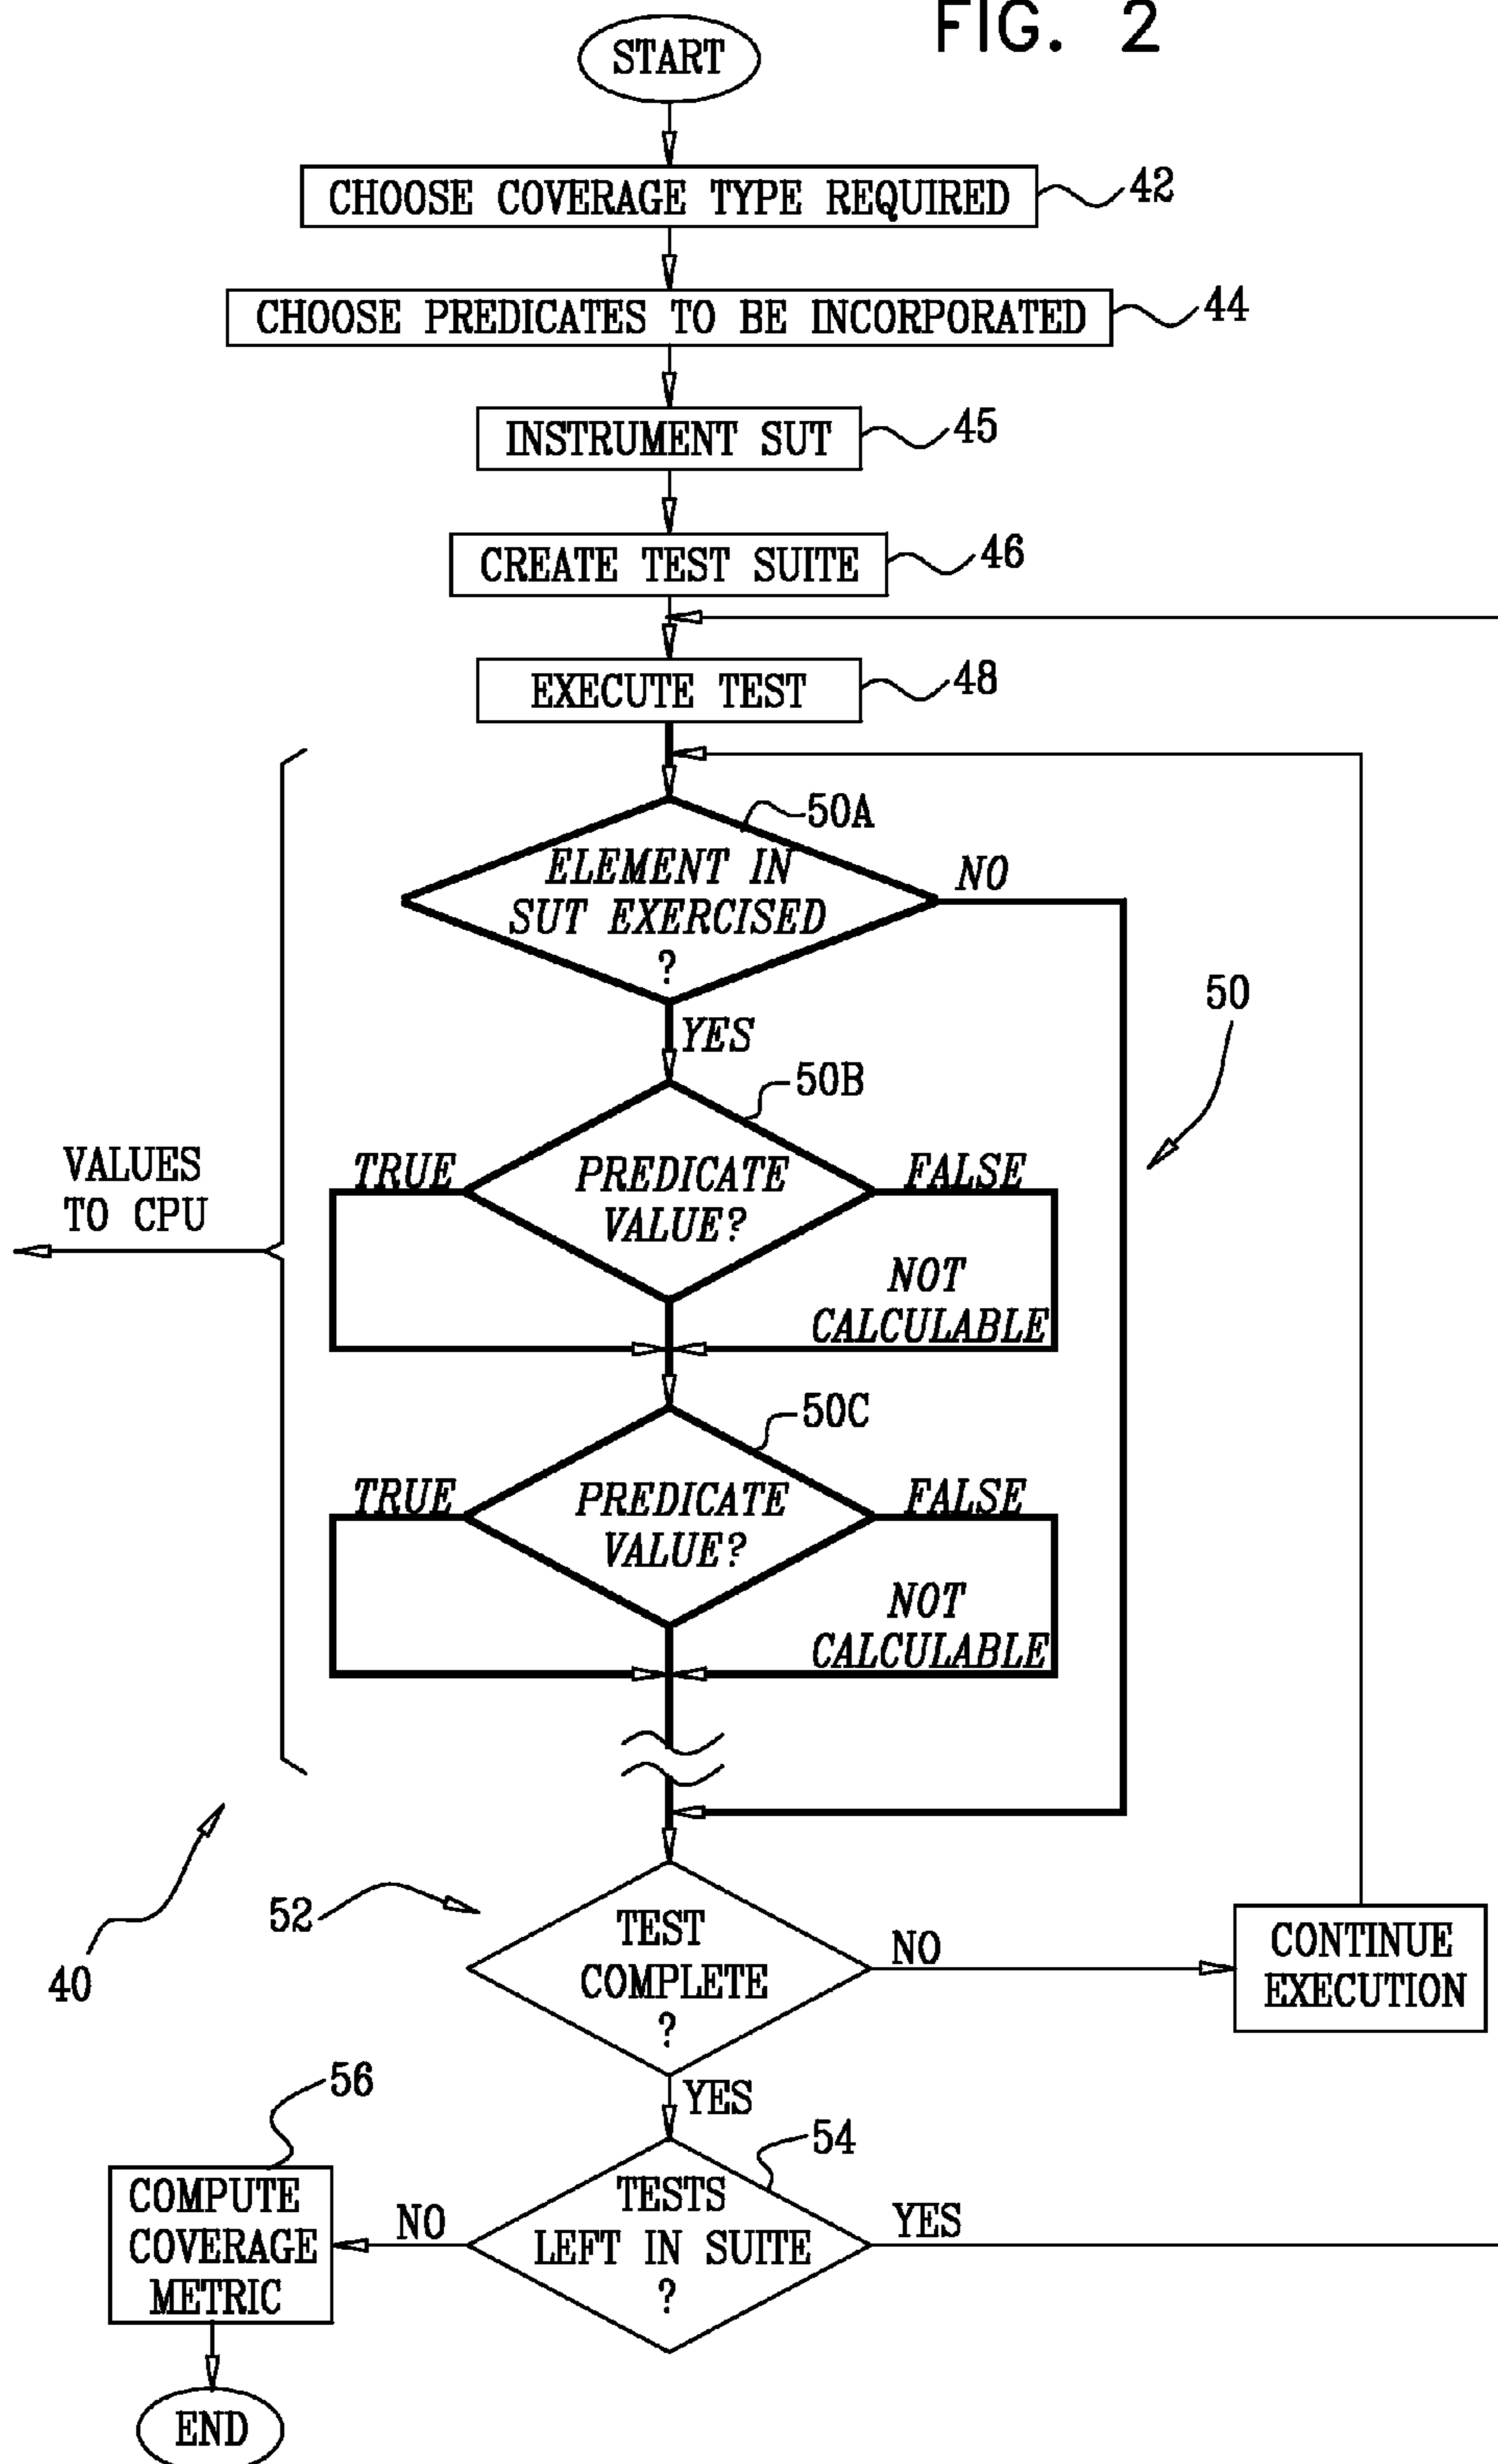 FIG. 2
START
CHOOSE COVERAGE TYPE REQUIRED
42
CHOOSE PREDICATES TO BE INCORPORATED
44
INSTRUMENT SUT
45
CREATE TEST SUITE
46
EXECUTE TEST
48
50A
ELEMENT IN
SUT EXERCISED
?
NO
YES
50
50B
VALUES
TO CPU
TRUE
PREDICATE
VALUE?
FALSE
NOT
CALCULABLE
50C
TRUE
PREDICATE
VALUE?
FALSE
NOT
CALCULABLE
40
52
TEST
COMPLETE
?
NO
CONTINUE
EXECUTION
YES
56
54
COMPUTE
COVERAGE
METRIC
NO
TESTS
LEFT IN SUITE
?
YES
END